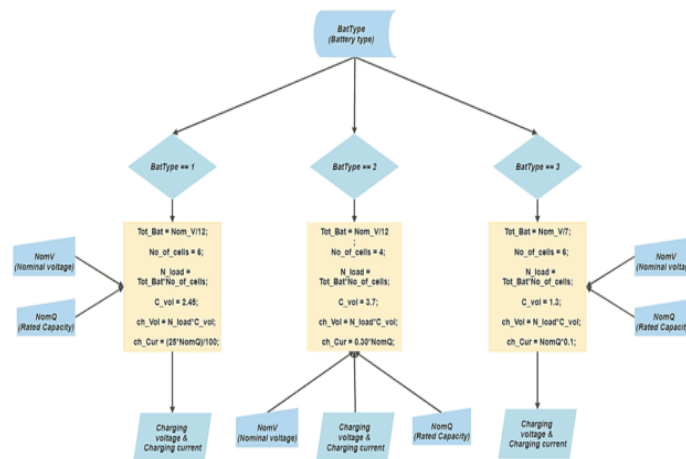 BatType
(Battery type)
BatType == 1
BatType == 2
BatType == 3
Tot_Bat = Nom_V/12;
No_of_cells = 6;
N_load =
Tot_Bat*No_of_cells;
C_vol = 2.45;
ch_Vol = N_load*C_vol;
ch_Cur = (25*NomQ)/100;
Tot_Bat = Nom_V/12
;
No_of_cells = 4;
N_load =
Tot_Bat*No_of_cells;
C_vol = 3.7;
ch_Vol = N_load*C_vol;
ch_Cur = 0.30*NomQ;
Tot_Bat = Nom_V/7;
No_of_cells = 6;
N_load =
Tot_Bat*No_of_cells;
C_vol = 1.3;
ch_Vol = N_load*C_vol;
ch_Cur = NomQ*0.1;
NomV
(Nominal voltage)
NomQ
(Rated Capacity)
NomV
(Nominal voltage)
NomQ
(Rated Capacity)
Charging
voltage &
Charging current
NomV
(Nominal voltage)
Charging
voltage &
Charging current
NomQ
(Rated Capacity)
Charging
voltage &
Charging current